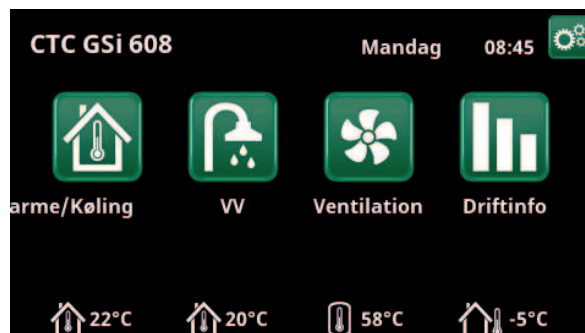 CTC GSi 608 Mandag 08:45
arme/Køling VV Ventilation Driftinfo
22°C 20°C 58°C -5°C